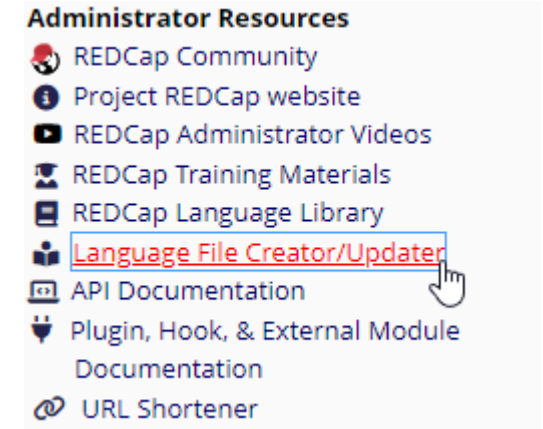 Administrator Resources
REDCap Community
Project REDCap website
REDCap Administrator Videos
REDCap Training Materials
REDCap Language Library
Language File Creator/Updater
API Documentation
Plugin, Hook, & External Module
Documentation
URL Shortener